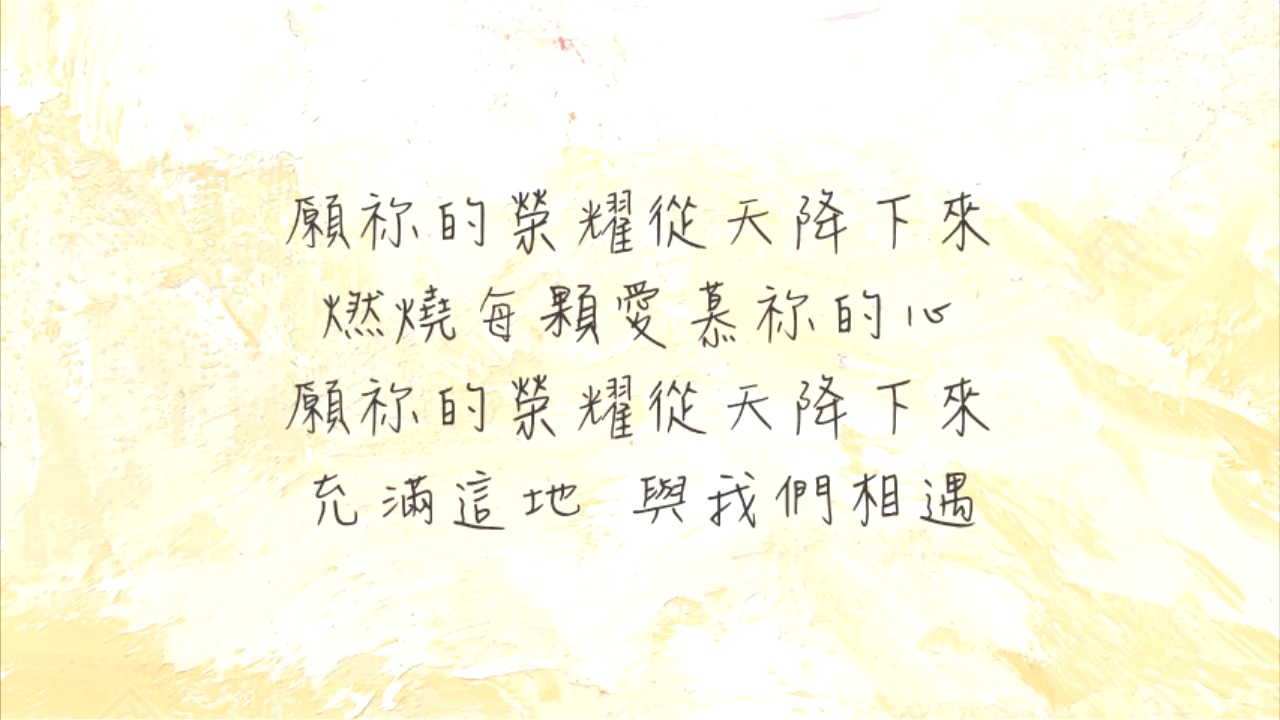 願祢的榮耀從天降下來
燃燒每顆愛慕祢的心
願祢的榮耀從天降下來
充滿這地 與我們相遇